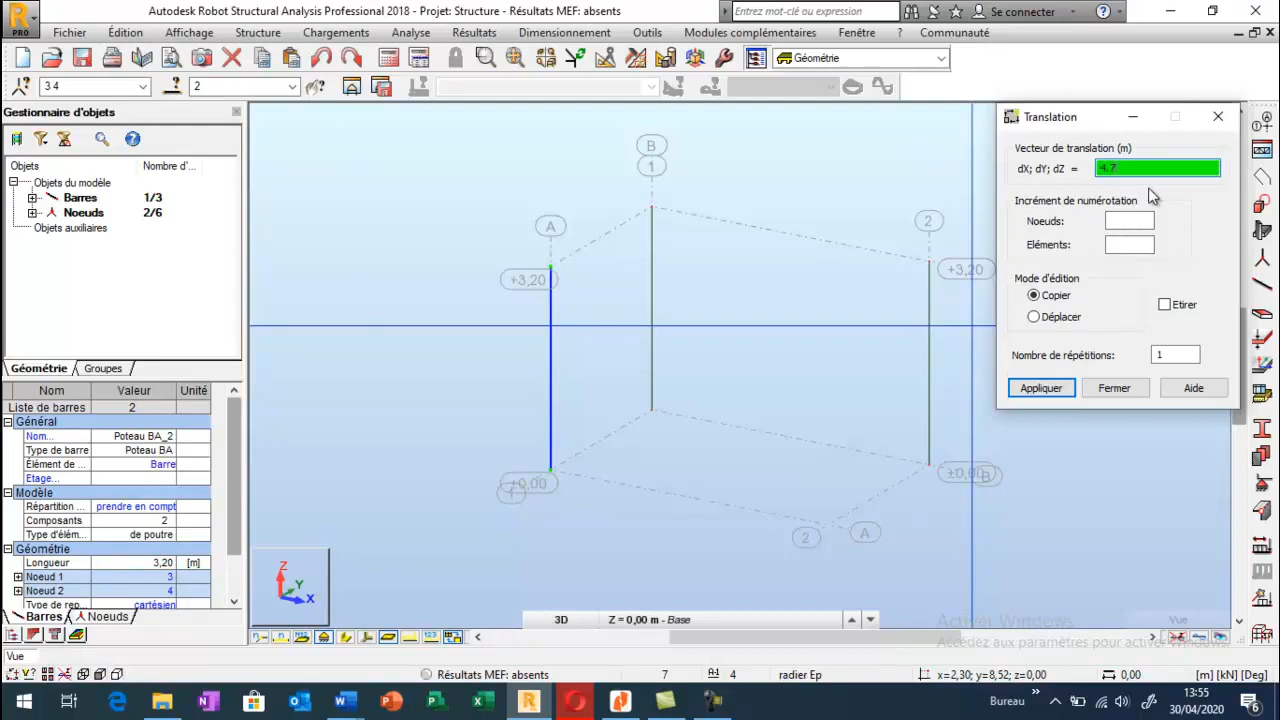 Autodesk Robot Structural Analysis Professional 2018 - Projet: Structure - Résultats MEF: absents
Entrez mot-clé ou expression
Se connecter
PRO
Fichier Édition Affichage Structure Chargements Analyse Résultats Dimensionnement Outils Modules complémentaires Fenêtre ? Communauté
Géométrie
3 4
2
Gestionnaire d'objets
Objets Nombre d'...
Objets du modèle
Barres 1/3
Noeuds 2/6
Objets auxiliaires
Géométrie Groupes
Nom Valeur Unité
Liste de barres 2
Général
Nom... Poteau BA_2
Type de barre Poteau BA
Élément de ... Barre
Etage...
Modèle
Répartition ... prendre en compt
Composants 2
Type d'élém... de poutre
Géométrie
Longueur 3,20 [m]
Noeud 1 3
Noeud 2 4
Type de rep... cartésien
Barres Noeuds
Vue
B
1
A
2
+3,20
+3,20
±0,00
1
±0,00
B
2
A
Z
Y
X
3D Z = 0,00 m - Base
Translation
Vecteur de translation (m)
dX; dY; dZ = 4,7
Incrément de numérotation
Noeuds:
Eléments:
Mode d'édition
Copier
Déplacer
Etirer
Nombre de répétitions: 1
Appliquer Fermer Aide
Activer Windows
Accédez aux paramètres pour activer Windows.
Vue
Résultats MEF: absents 7 4 radier Ep x=2,30; y=8,52; z=0,00 0,00 [m] [kN] [Deg]
Bureau
13:55
30/04/2020
6